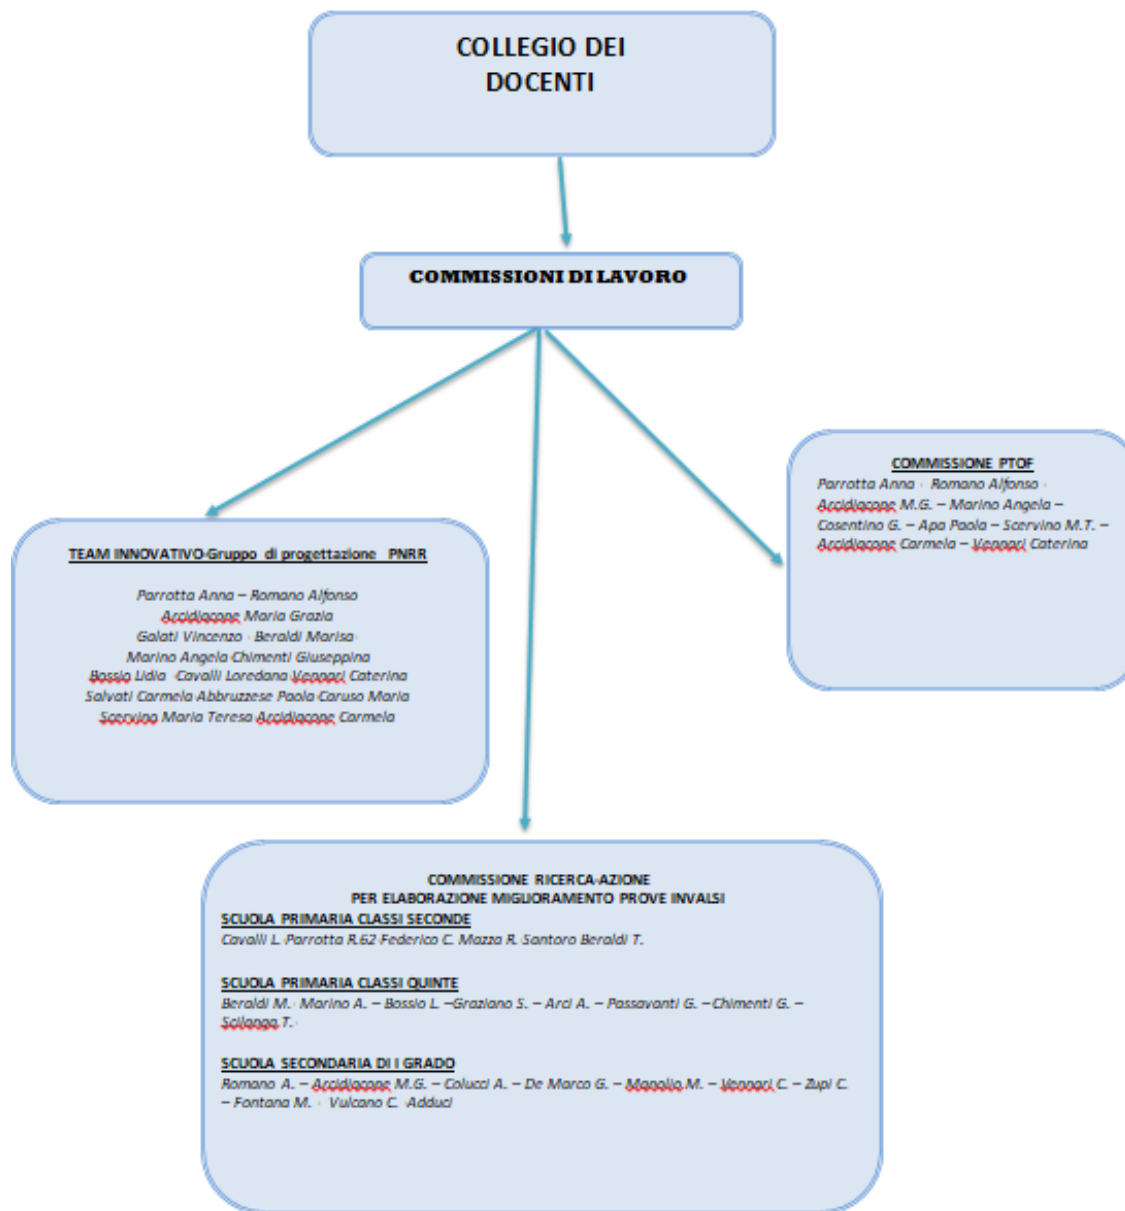 COLLEGIO DEI
DOCENTI
COMMISSIONI DI LAVORO
COMMISSIONE PTOF
Parrotta Anna - Romano Alfonso -
Arcidiacone M.G. – Marino Angela –
Cosentino G. – Apa Paola – Scervino M.T. –
Arcidiacone Carmela – Vennari Caterina
TEAM INNOVATIVO-Gruppo di progettazione PNRR
Parrotta Anna – Romano Alfonso
Arcidiacone Maria Grazia
Galati Vincenzo - Beraldi Marisa-
Marino Angela-Chimenti Giuseppina
Bossio Lidia -Cavalli Loredana-Vennari Caterina
Salvati Carmela-Abbruzzese Paola-Caruso Maria
Scervino Maria Teresa-Arcidiacone Carmela
COMMISSIONE RICERCA-AZIONE
PER ELABORAZIONE MIGLIORAMENTO PROVE INVALSI
SCUOLA PRIMARIA CLASSI SECONDE
Cavalli L.-Parrotta R.62-Federico C. Mazza R.-Santoro Beraldi T.
SCUOLA PRIMARIA CLASSI QUINTE
Beraldi M.- Marino A. – Bossio L. –Graziano S. – Arci A. – Passavanti G. –Chimenti G. –
Scilanga T.-
SCUOLA SECONDARIA DI I GRADO
Romano A. – Arcidiacone M.G. – Colucci A. – De Marco G. – Manolio M. – Vennari C. – Zupi C.
– Fontana M. - Vulcano C. -Adduci